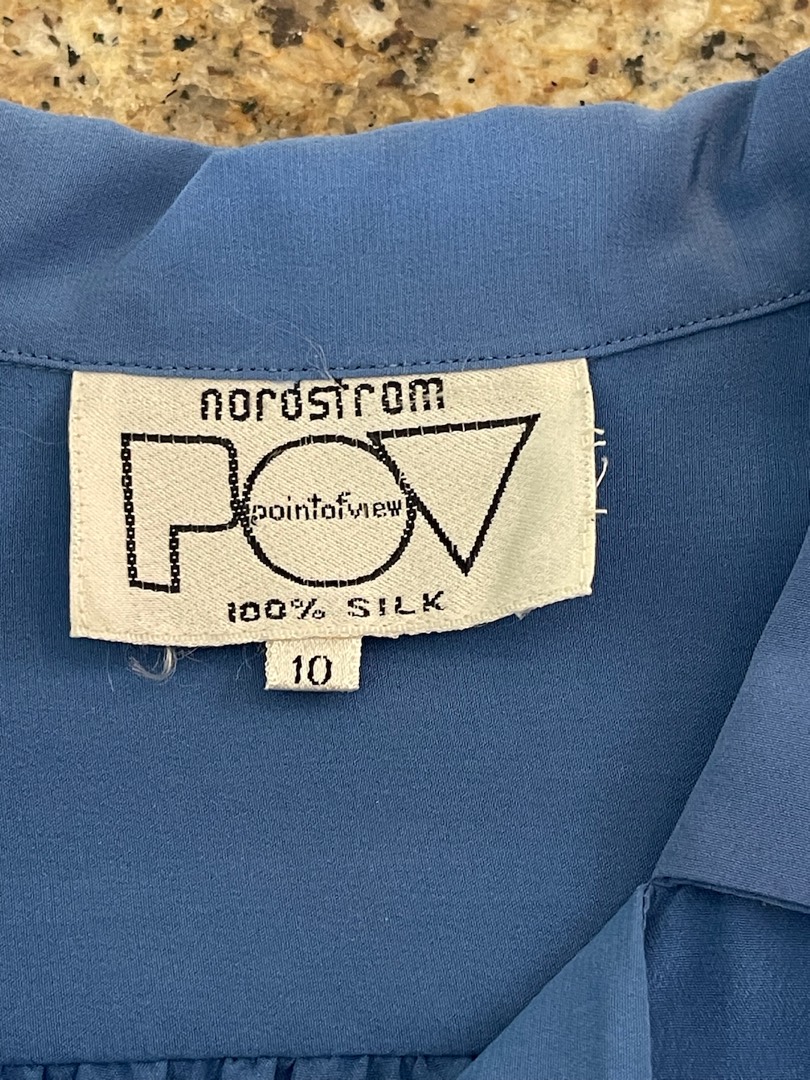 nordstrom
POV
pointofview
100% SILK
10